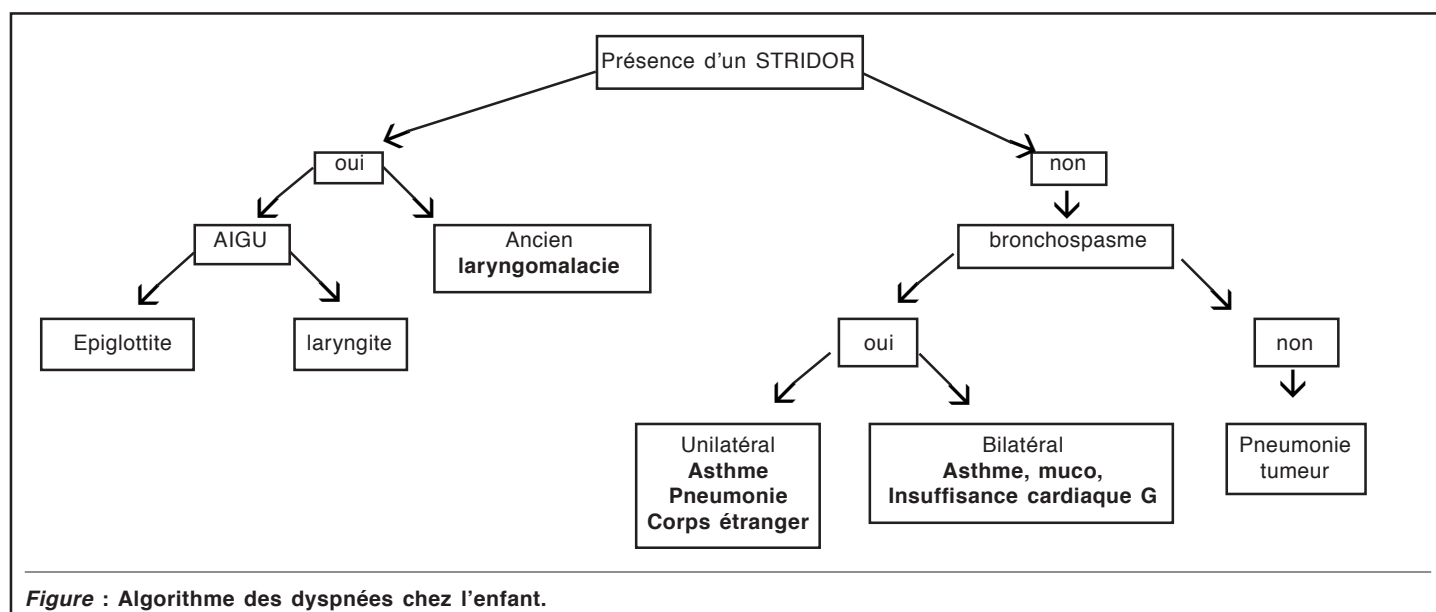 Présence d'un STRIDOR
oui
non
AIGU
Ancien
laryngomalacie
bronchospasme
Epiglottite
laryngite
oui
non
Unilatéral
Asthme
Pneumonie
Corps étranger
Bilatéral
Asthme, muco,
Insuffisance cardiaque G
Pneumonie
tumeur
Figure : Algorithme des dyspnées chez l'enfant.